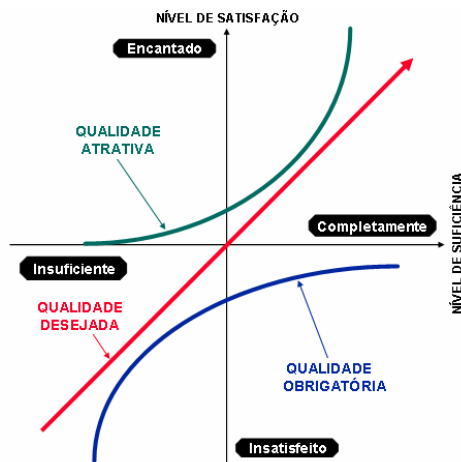 NÍVEL DE SATISFAÇÃO
Encantado
QUALIDADE
ATRATIVA
Completamente
NÍVEL DE SUFICIÊNCIA
Insuficiente
QUALIDADE
DESEJADA
QUALIDADE
OBRIGATÓRIA
Insatisfeito